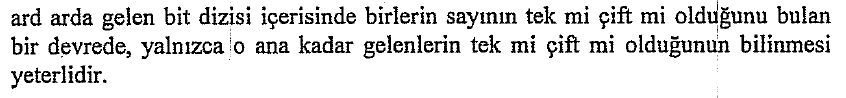 ard arda gelen bit dizisi içerisinde birlerin sayının tek mi çift mi olduğunu bulan
bir devrede, yalnızca o ana kadar gelenlerin tek mi çift mi olduğunun bilinmesi
yeterlidir.